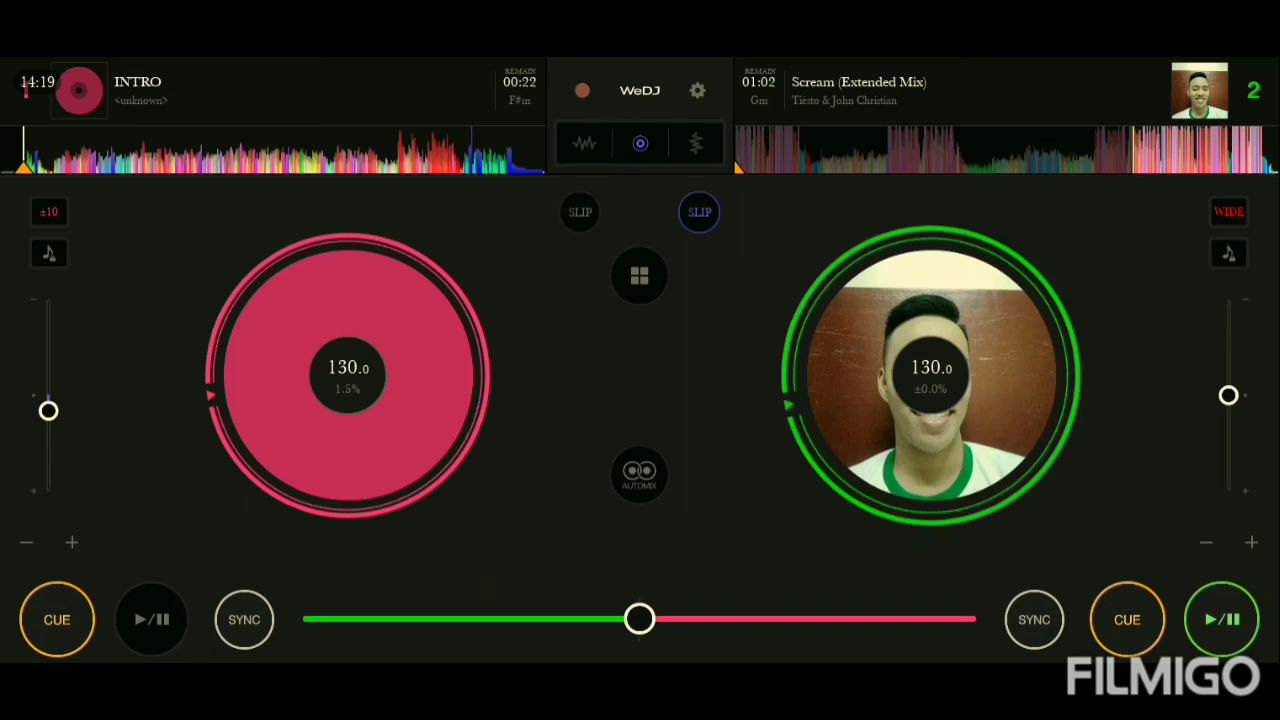 14:19
INTRO
<unknown>
REMAIN
00:22
F#m
WeDJ
REMAIN
01:02
Gm
Scream (Extended Mix)
Tiësto & John Christian
2
±10
SLIP
SLIP
WIDE
130.0
1.5%
130.0
±0.0%
AUTOMIX
− +
− +
CUE
▶/❚❚
SYNC
SYNC
CUE
▶/❚❚
FILMIGO